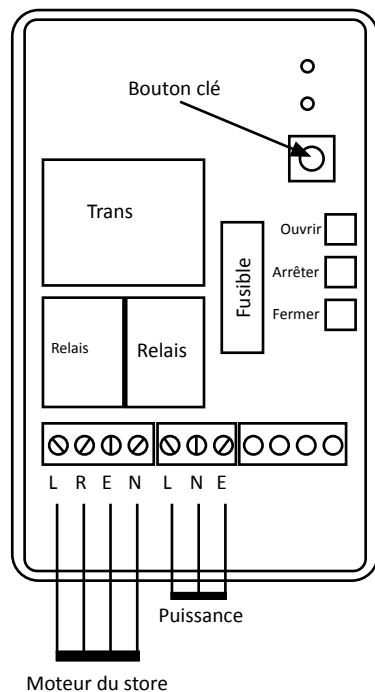 Bouton clé
Trans
Ouvrir
Arrêter
Fermer
Fusible
Relais
Relais
L R E N L N E
Puissance
Moteur du store